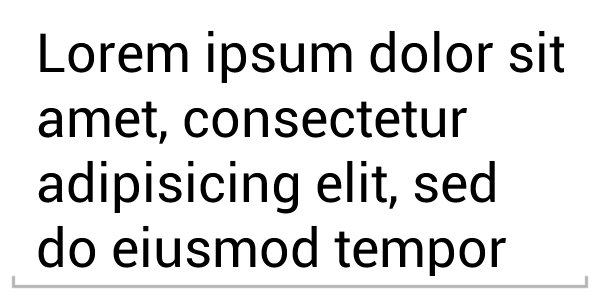 Lorem ipsum dolor sit
amet, consectetur
adipisicing elit, sed
do eiusmod tempor